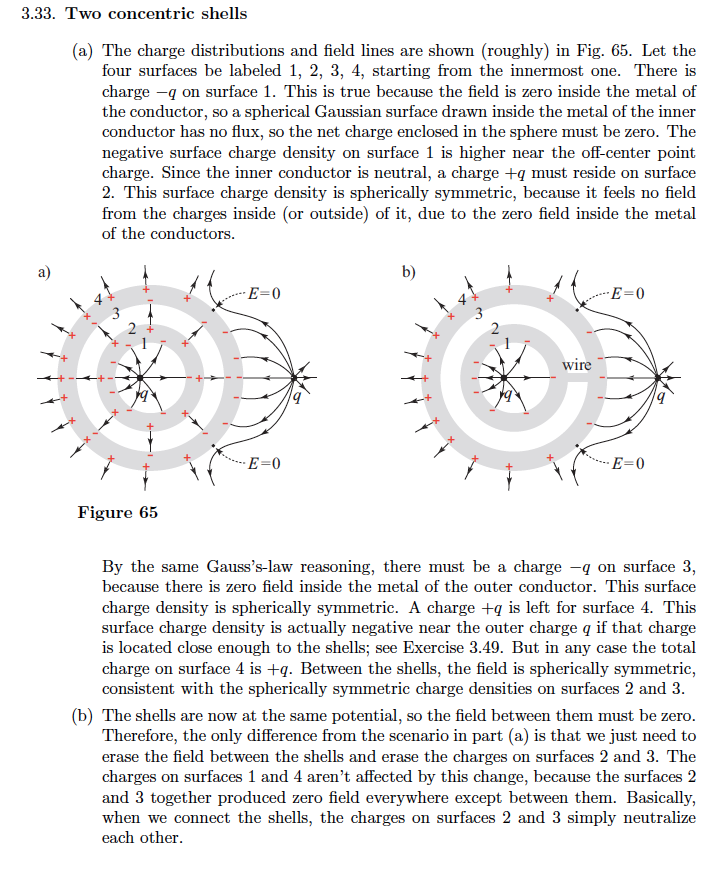 3.33. Two concentric shells
(a) The charge distributions and field lines are shown (roughly) in Fig. 65. Let the
four surfaces be labeled 1, 2, 3, 4, starting from the innermost one. There is
charge −q on surface 1. This is true because the field is zero inside the metal of
the conductor, so a spherical Gaussian surface drawn inside the metal of the inner
conductor has no flux, so the net charge enclosed in the sphere must be zero. The
negative surface charge density on surface 1 is higher near the off-center point
charge. Since the inner conductor is neutral, a charge +q must reside on surface
2. This surface charge density is spherically symmetric, because it feels no field
from the charges inside (or outside) of it, due to the zero field inside the metal
of the conductors.
a)
E=0
4
3
2
1
q
q
E=0
b)
E=0
4
3
2
1
wire
q
q
E=0
Figure 65
By the same Gauss's-law reasoning, there must be a charge −q on surface 3,
because there is zero field inside the metal of the outer conductor. This surface
charge density is spherically symmetric. A charge +q is left for surface 4. This
surface charge density is actually negative near the outer charge q if that charge
is located close enough to the shells; see Exercise 3.49. But in any case the total
charge on surface 4 is +q. Between the shells, the field is spherically symmetric,
consistent with the spherically symmetric charge densities on surfaces 2 and 3.
(b) The shells are now at the same potential, so the field between them must be zero.
Therefore, the only difference from the scenario in part (a) is that we just need to
erase the field between the shells and erase the charges on surfaces 2 and 3. The
charges on surfaces 1 and 4 aren't affected by this change, because the surfaces 2
and 3 together produced zero field everywhere except between them. Basically,
when we connect the shells, the charges on surfaces 2 and 3 simply neutralize
each other.